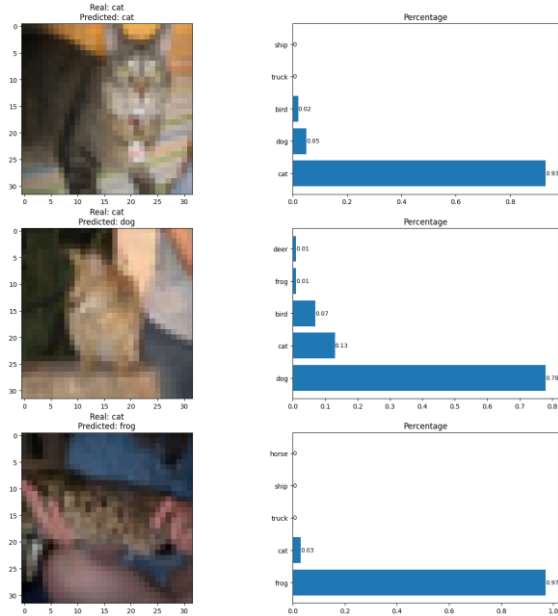 Real: cat
Predicted: cat
0
5
10
15
20
25
30
0 5 10 15 20 25 30
Percentage
ship 0
truck 0
bird 0.02
dog 0.05
cat 0.93
0.0 0.2 0.4 0.6 0.8
Real: cat
Predicted: dog
0
5
10
15
20
25
30
0 5 10 15 20 25 30
Percentage
deer 0.01
frog 0.01
bird 0.07
cat 0.13
dog 0.78
0.0 0.1 0.2 0.3 0.4 0.5 0.6 0.7 0.8
Real: cat
Predicted: frog
0
5
10
15
20
25
30
0 5 10 15 20 25 30
Percentage
horse 0
ship 0
truck 0
cat 0.03
frog 0.97
0.0 0.2 0.4 0.6 0.8 1.0